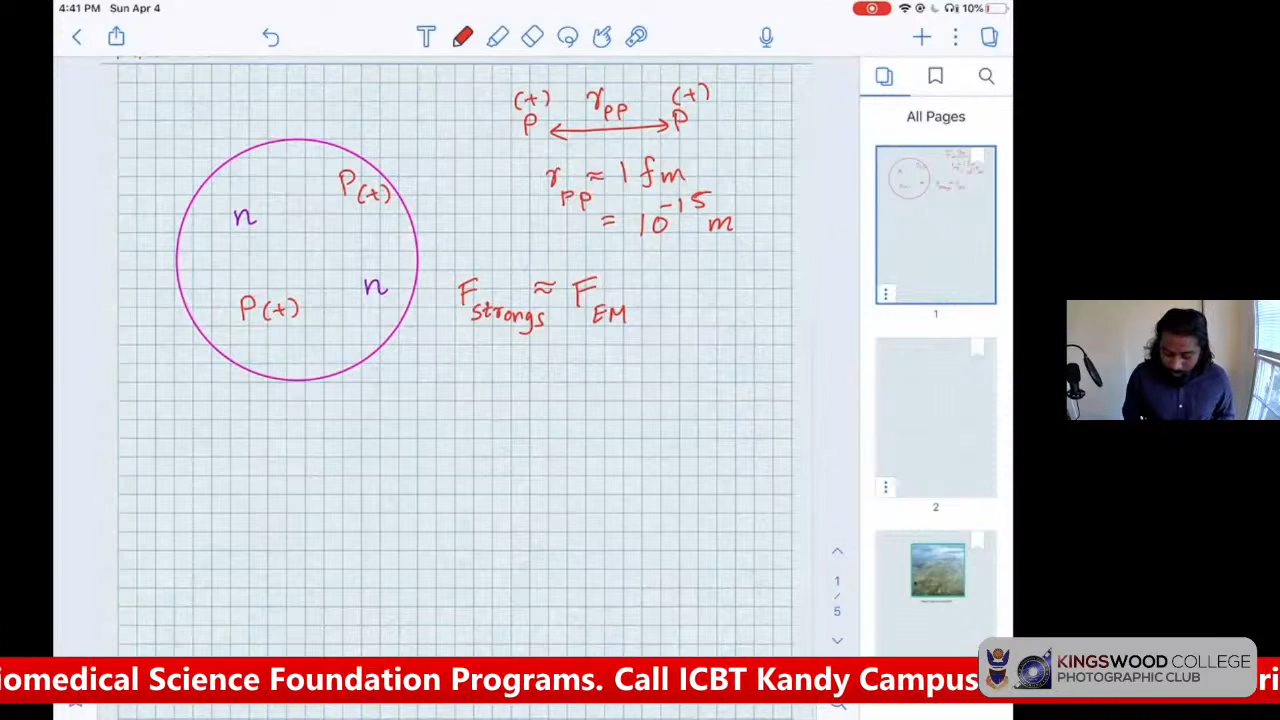 4:41 PM Sun Apr 4
10%
T
(+) r_pp (+)
P P
r_pp ≈ 1 fm
= 10^-15 m
P(+)
n
n
P(+)
F_strongs ≈ F_EM
All Pages
1
2
1
/
5
iomedical Science Foundation Programs. Call ICBT Kandy Campus
ri
KINGSWOOD COLLEGE
PHOTOGRAPHIC CLUB